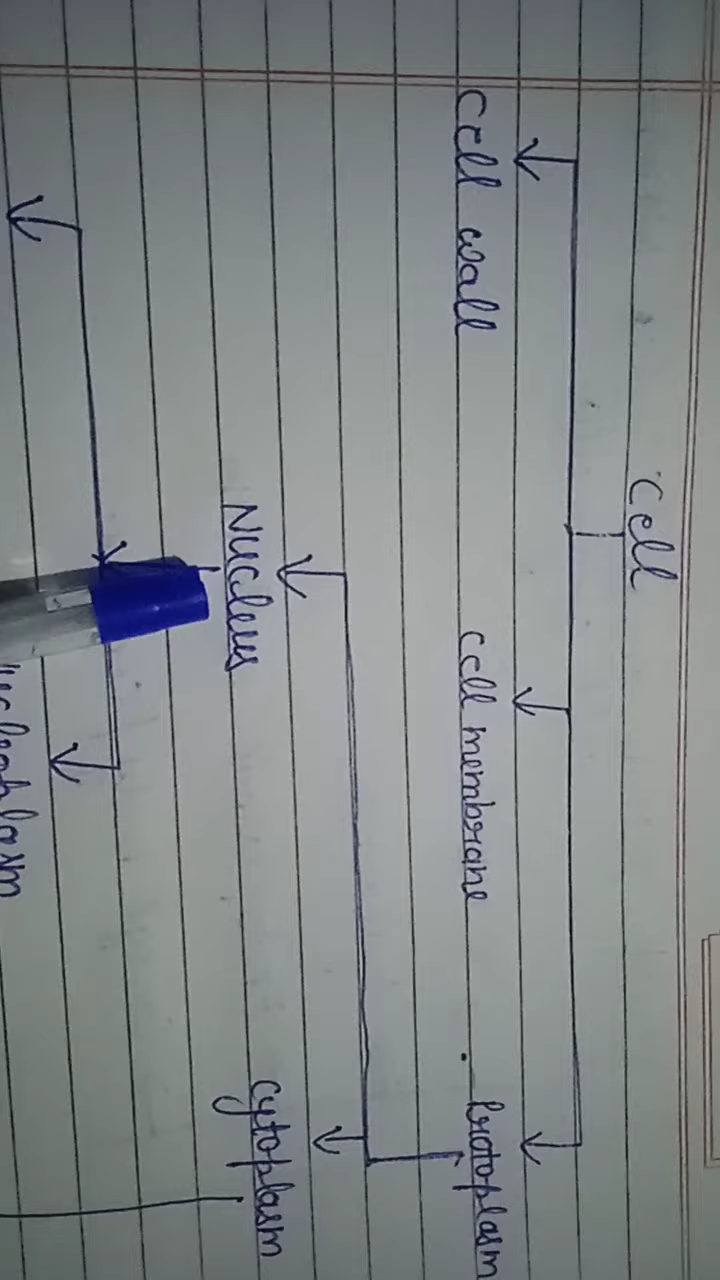 Cell
Cell wall
Cell membrane
Protoplasm
Nucleus
Cytoplasm